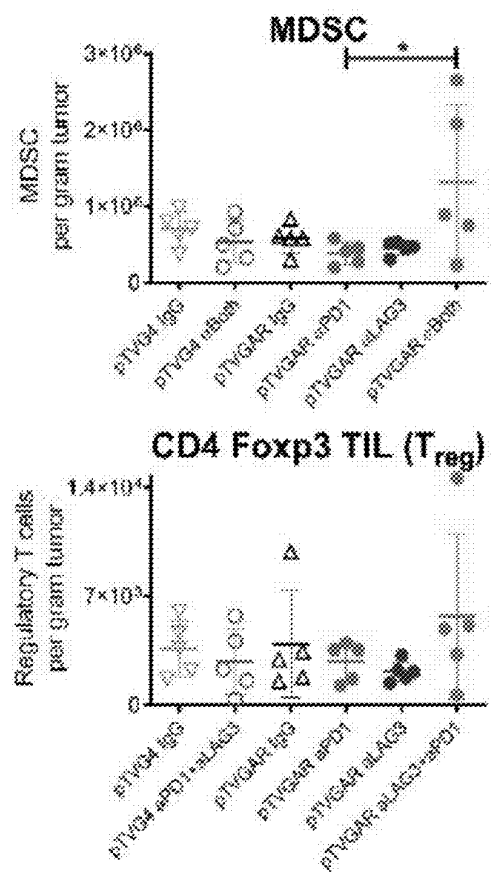 MDSC
*
3×10⁶
2×10⁶
1×10⁶
0
MDSC
per gram tumor
pTVG4 IgG
pTVG4 αBoth
pTVGAR IgG
pTVGAR αPD1
pTVGAR αLAG3
pTVGAR αBoth
CD4 Foxp3 TIL (Treg)
1.4×10⁴
7×10³
0
Regulatory T cells
per gram tumor
pTVG4 IgG
pTVG4 αPD1+αLAG3
pTVGAR IgG
pTVGAR αPD1
pTVGAR αLAG3
pTVGAR αLAG3+αPD1